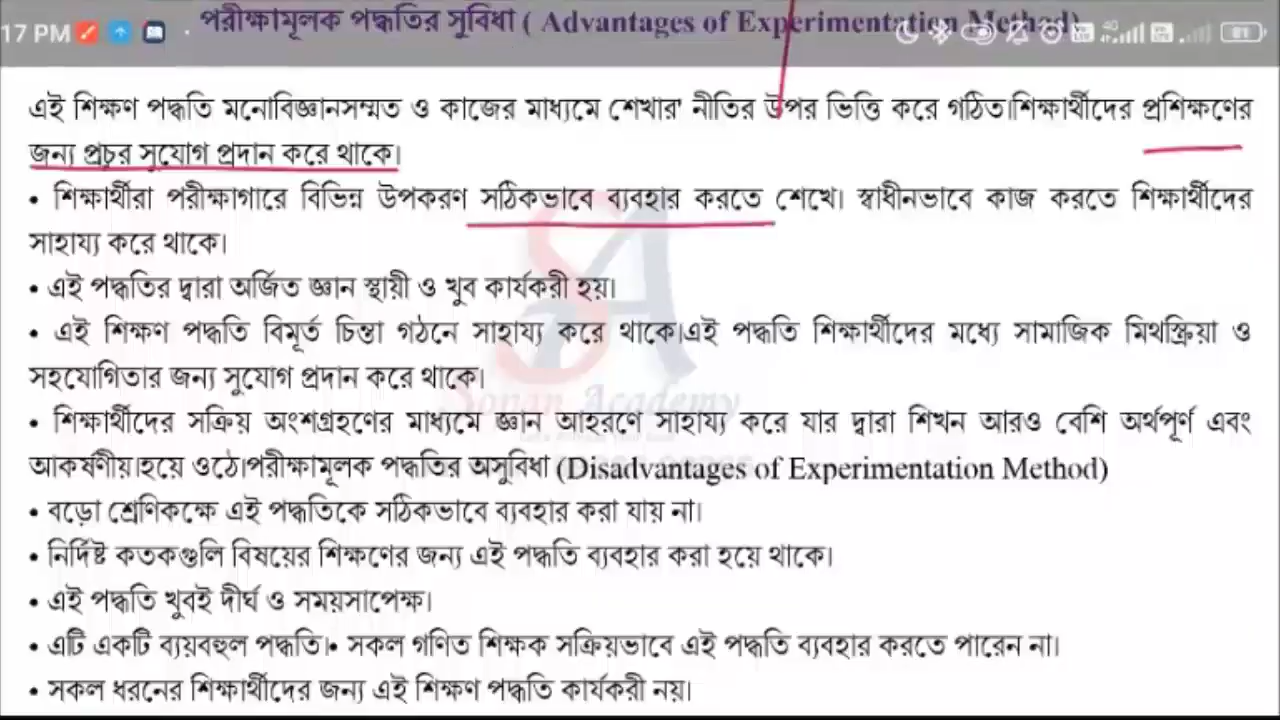 17 PM
পরীক্ষামূলক পদ্ধতির সুবিধা ( Advantages of Experimentation Method)
এই শিক্ষণ পদ্ধতি মনোবিজ্ঞানসম্মত ও কাজের মাধ্যমে শেখার' নীতির উপর ভিত্তি করে গঠিত।শিক্ষার্থীদের প্রশিক্ষণের
জন্য প্রচুর সুযোগ প্রদান করে থাকে।
• শিক্ষার্থীরা পরীক্ষাগারে বিভিন্ন উপকরণ সঠিকভাবে ব্যবহার করতে শেখে। স্বাধীনভাবে কাজ করতে শিক্ষার্থীদের
সাহায্য করে থাকে।
• এই পদ্ধতির দ্বারা অর্জিত জ্ঞান স্থায়ী ও খুব কার্যকরী হয়।
• এই শিক্ষণ পদ্ধতি বিমূর্ত চিন্তা গঠনে সাহায্য করে থাকে।এই পদ্ধতি শিক্ষার্থীদের মধ্যে সামাজিক মিথস্ক্রিয়া ও
সহযোগিতার জন্য সুযোগ প্রদান করে থাকে।
Sopan Academy
• শিক্ষার্থীদের সক্রিয় অংশগ্রহণের মাধ্যমে জ্ঞান আহরণে সাহায্য করে যার দ্বারা শিখন আরও বেশি অর্থপূর্ণ এবং
আকর্ষণীয়।হয়ে ওঠে।পরীক্ষামূলক পদ্ধতির অসুবিধা (Disadvantages of Experimentation Method)
• বড়ো শ্রেণিকক্ষে এই পদ্ধতিকে সঠিকভাবে ব্যবহার করা যায় না।
• নির্দিষ্ট কতকগুলি বিষয়ের শিক্ষণের জন্য এই পদ্ধতি ব্যবহার করা হয়ে থাকে।
• এই পদ্ধতি খুবই দীর্ঘ ও সময়সাপেক্ষ।
• এটি একটি ব্যয়বহুল পদ্ধতি।• সকল গণিত শিক্ষক সক্রিয়ভাবে এই পদ্ধতি ব্যবহার করতে পারেন না।
• সকল ধরনের শিক্ষার্থীদের জন্য এই শিক্ষণ পদ্ধতি কার্যকরী নয়।